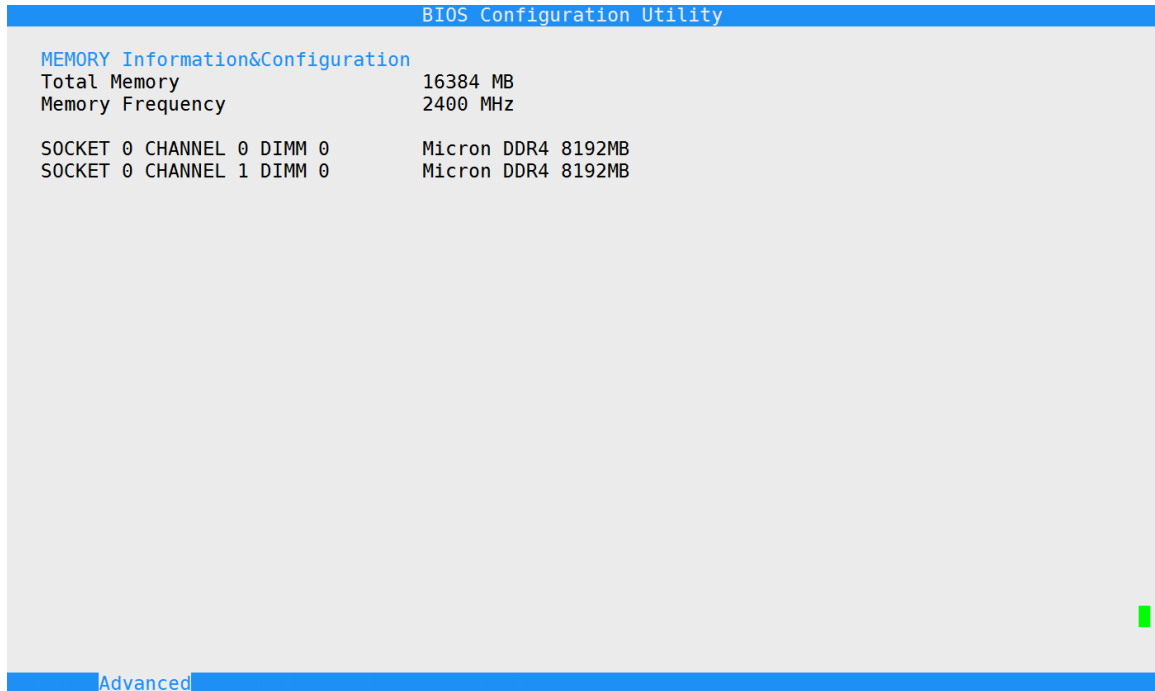 BIOS Configuration Utility
MEMORY Information&Configuration
Total Memory 16384 MB
Memory Frequency 2400 MHz
SOCKET 0 CHANNEL 0 DIMM 0 Micron DDR4 8192MB
SOCKET 0 CHANNEL 1 DIMM 0 Micron DDR4 8192MB
Advanced